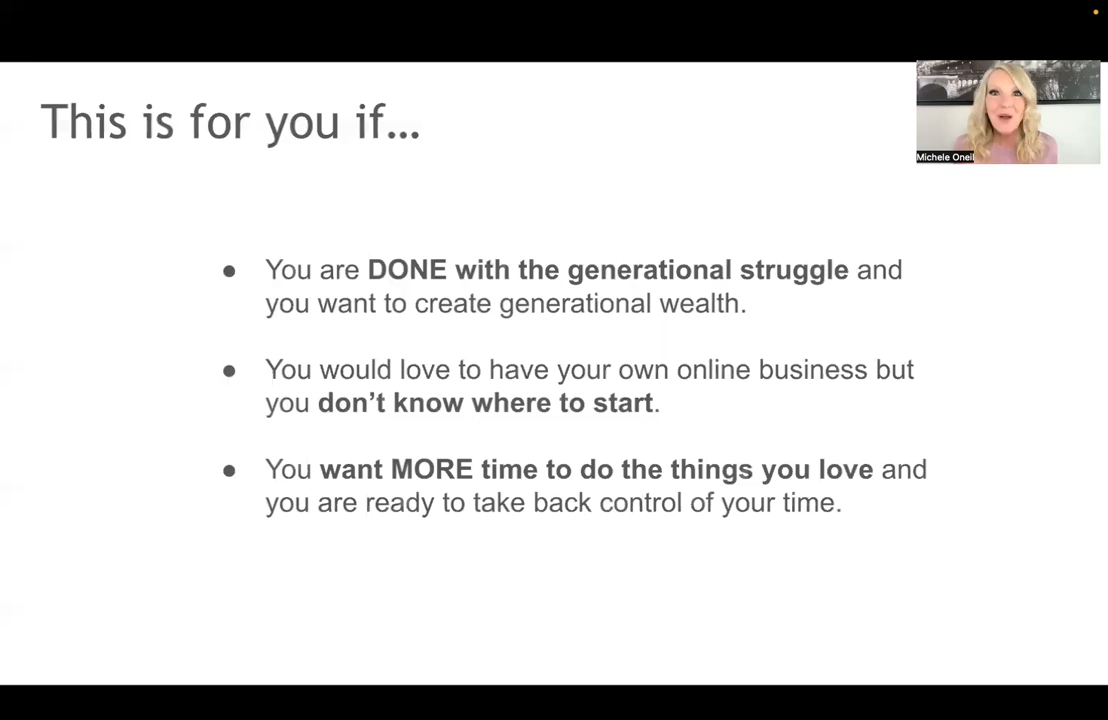 This is for you if...
Michele Oneil
● You are DONE with the generational struggle and
you want to create generational wealth.
● You would love to have your own online business but
you don’t know where to start.
● You want MORE time to do the things you love and
you are ready to take back control of your time.